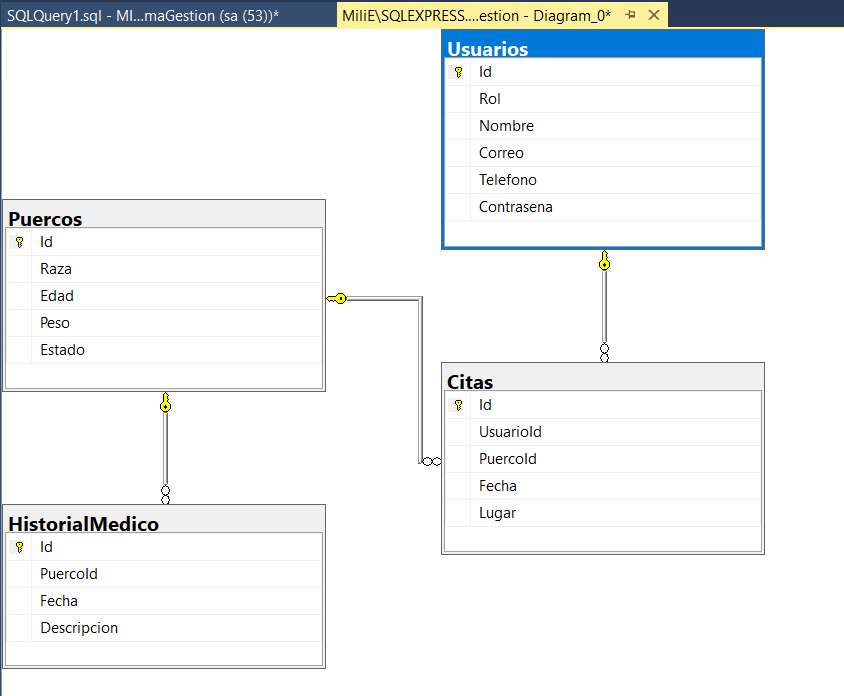 SQLQuery1.sql - MI...maGestion (sa (53))*
MiliE\SQLEXPRESS....estion - Diagram_0*
Usuarios
Id
Rol
Nombre
Correo
Telefono
Contrasena
Puercos
Id
Raza
Edad
Peso
Estado
Citas
Id
UsuarioId
PuercoId
Fecha
Lugar
HistorialMedico
Id
PuercoId
Fecha
Descripcion